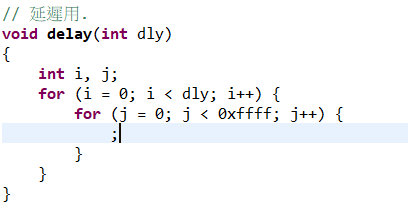 // 延遲用.
void delay(int dly)
{
    int i, j;
    for (i = 0; i < dly; i++) {
        for (j = 0; j < 0xffff; j++) {
            ;
        }
    }
}